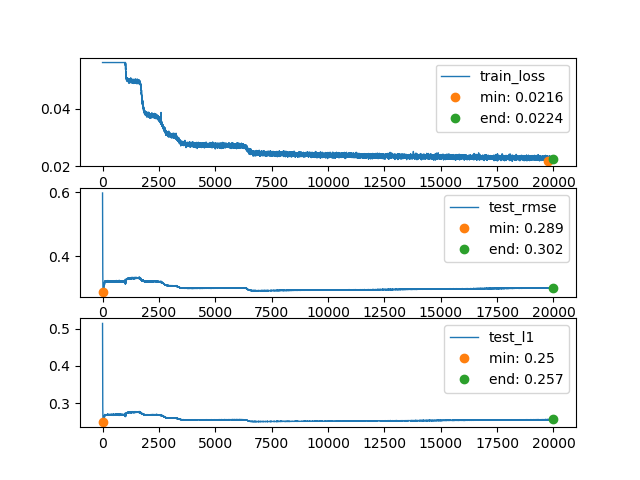 train_loss
min: 0.0216
end: 0.0224
0.04
0.02
0 2500 5000 7500 10000 12500 15000 17500 20000
test_rmse
min: 0.289
end: 0.302
0.6
0.4
0 2500 5000 7500 10000 12500 15000 17500 20000
test_l1
min: 0.25
end: 0.257
0.5
0.4
0.3
0 2500 5000 7500 10000 12500 15000 17500 20000